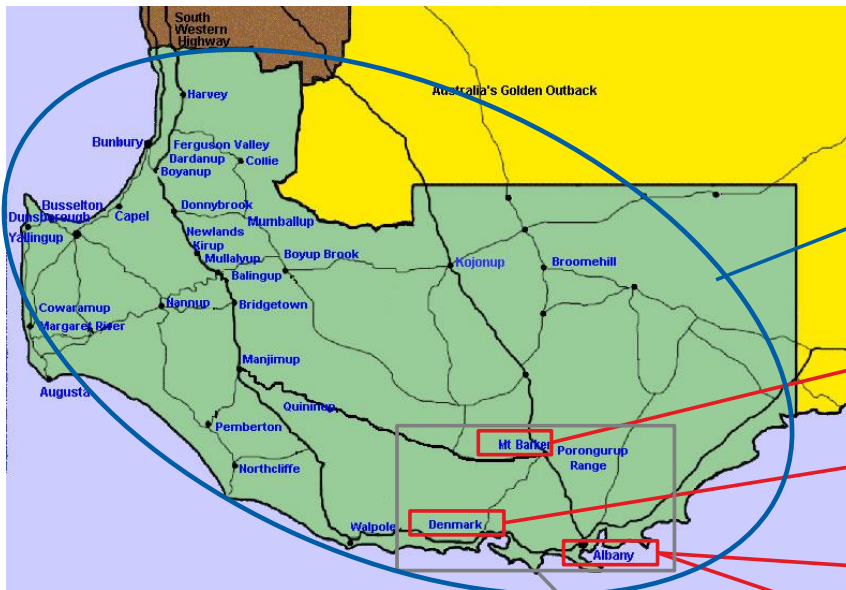 South
Western
Highway
Australia's Golden Outback
Harvey
Bunbury
Ferguson Valley
Dardanup
Collie
Boyanup
Busselton
Dunsborough
Capel
Donnybrook
Mumballup
Yallingup
Newlands
Kirup
Mullalyup
Boyup Brook
Balingup
Kojonup
Broomehill
Cowaramup
Nannup
Bridgetown
Margaret River
Manjimup
Augusta
Quininup
Pemberton
Mt Barker
Porongurup
Range
Northcliffe
Walpole
Denmark
Albany